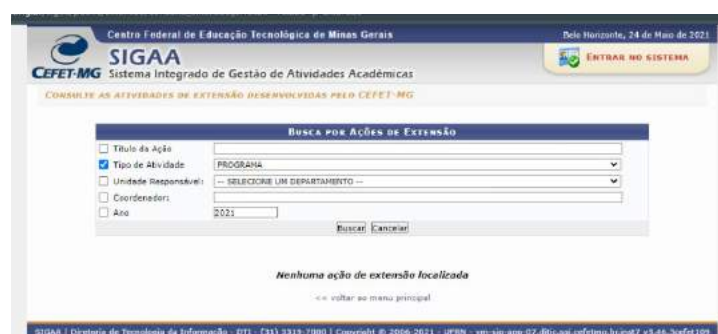 Centro Federal de Educação Tecnológica de Minas Gerais
Belo Horizonte, 24 de Maio de 2021
SIGAA
CEFET-MG Sistema Integrado de Gestão de Atividades Acadêmicas
ENTRAR NO SISTEMA
CONSULTE AS ATIVIDADES DE EXTENSÃO DESENVOLVIDAS PELO CEFET-MG
BUSCA POR AÇÕES DE EXTENSÃO
Título da Ação
Tipo de Atividade PROGRAMA
Unidade Responsável: -- SELECIONE UM DEPARTAMENTO --
Coordenador:
Ano 2021
Buscar Cancelar
Nenhuma ação de extensão localizada
<< voltar ao menu principal
SIGAA | Diretoria de Tecnologia da Informação - DTI - (31) 3319-7000 | Copyright © 2006-2021 - UFRN